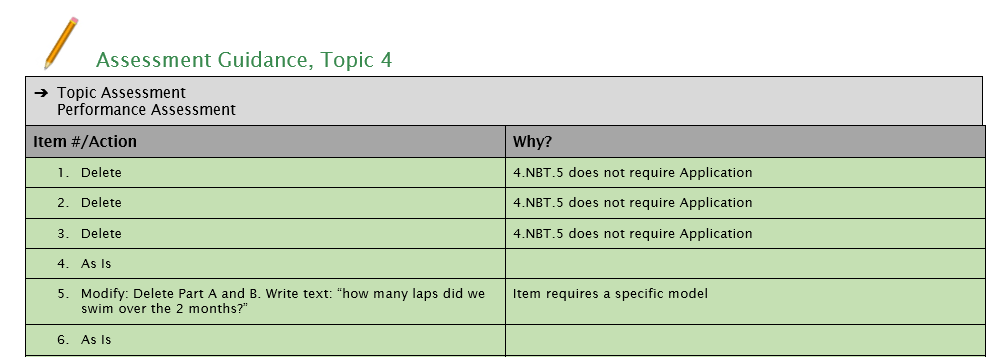 Assessment Guidance, Topic 4
➔ Topic Assessment
Performance Assessment
Item #/Action Why?
1. Delete 4.NBT.5 does not require Application
2. Delete 4.NBT.5 does not require Application
3. Delete 4.NBT.5 does not require Application
4. As Is
5. Modify: Delete Part A and B. Write text: “how many laps did we Item requires a specific model
swim over the 2 months?”
6. As Is